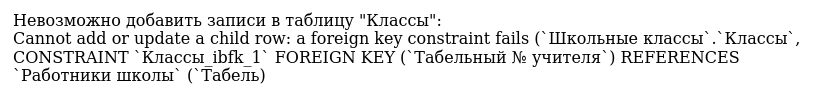 Невозможно добавить записи в таблицу "Классы":
Cannot add or update a child row: a foreign key constraint fails (`Школьные классы`.`Классы`,
CONSTRAINT `Классы_ibfk_1` FOREIGN KEY (`Табельный № учителя`) REFERENCES
`Работники школы` (`Табель)